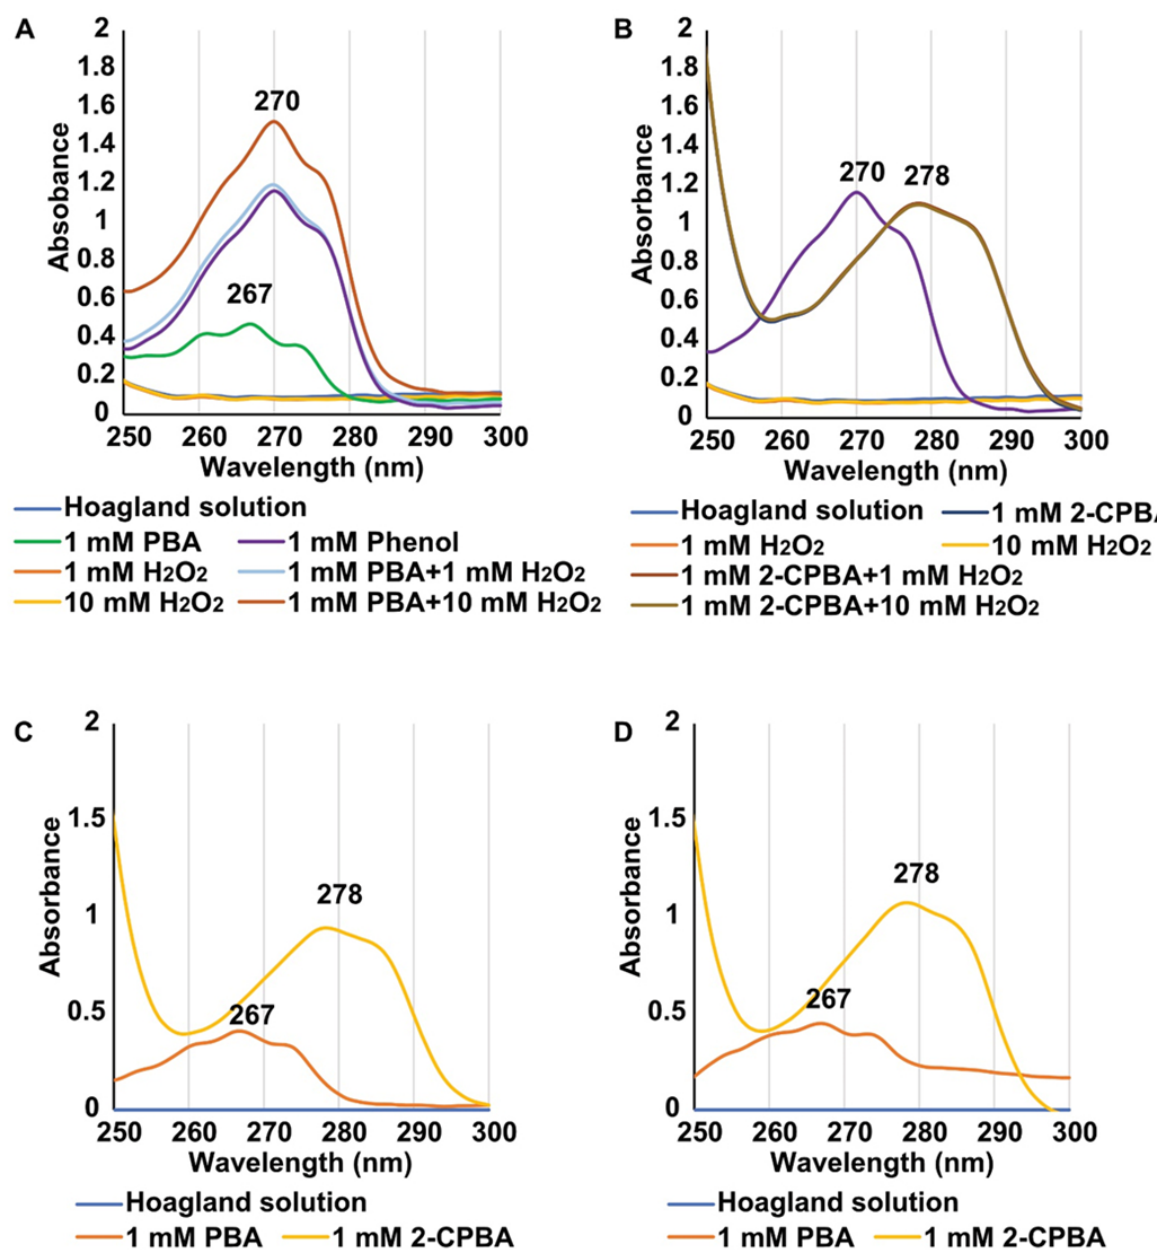 A
2
1.8
1.6
1.4
1.2
1
0.8
0.6
0.4
0.2
0
Absobance
270
267
250 260 270 280 290 300
Wavelength (nm)
Hoagland solution
1 mM PBA
1 mM Phenol
1 mM H2O2
1 mM PBA+1 mM H2O2
10 mM H2O2
1 mM PBA+10 mM H2O2
B
2
1.8
1.6
1.4
1.2
1
0.8
0.6
0.4
0.2
0
Absorbance
270
278
250 260 270 280 290 300
Wavelength (nm)
Hoagland solution
1 mM 2-CPBA
1 mM H2O2
10 mM H2O2
1 mM 2-CPBA+1 mM H2O2
1 mM 2-CPBA+10 mM H2O2
C
2
1.5
1
0.5
0
Absorbance
278
267
250 260 270 280 290 300
Wavelength (nm)
Hoagland solution
1 mM PBA
1 mM 2-CPBA
D
2
1.5
1
0.5
0
Absorbance
278
267
250 260 270 280 290 300
Wavelength (nm)
Hoagland solution
1 mM PBA
1 mM 2-CPBA